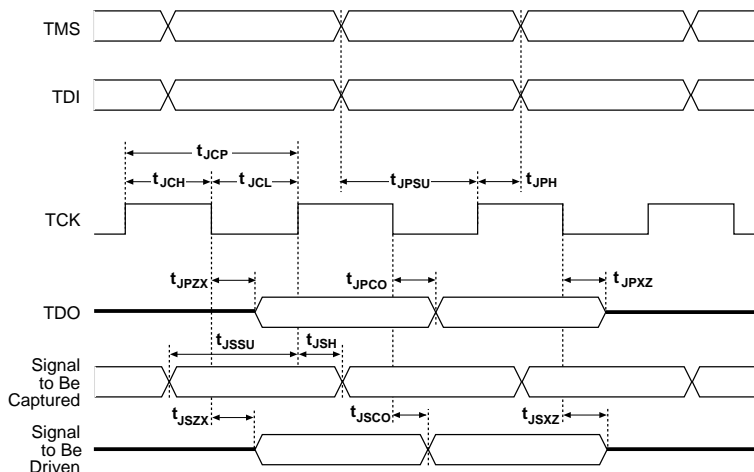 TMS
TDI
tJCP
tJCH tJCL tJPSU tJPH
TCK
tJPZX tJPCO tJPXZ
TDO
tJSSU tJSH
Signal
to Be
Captured
tJSZX tJSCO tJSXZ
Signal
to Be
Driven